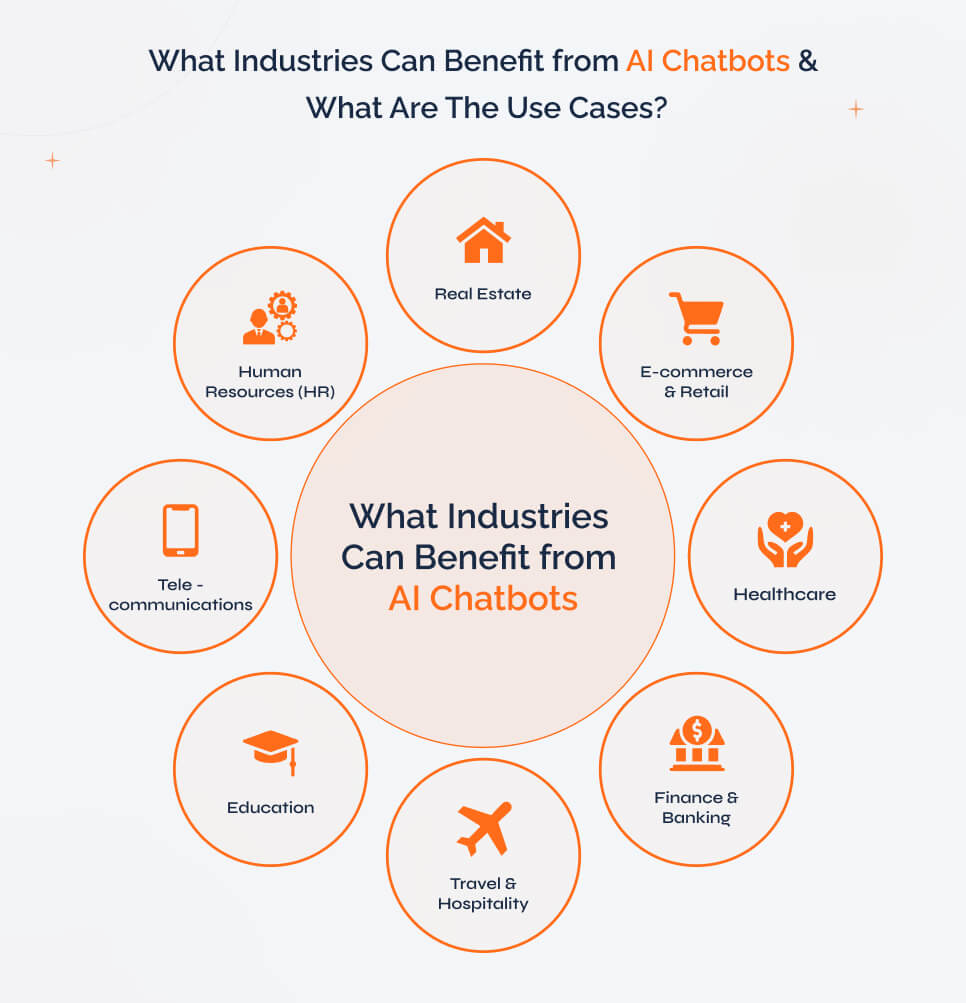 What Industries Can Benefit from AI Chatbots &
What Are The Use Cases?
Real Estate
E-commerce
& Retail
Healthcare
Finance &
Banking
Travel &
Hospitality
Education
Tele -
communications
Human
Resources (HR)
What Industries
Can Benefit from
AI Chatbots
$